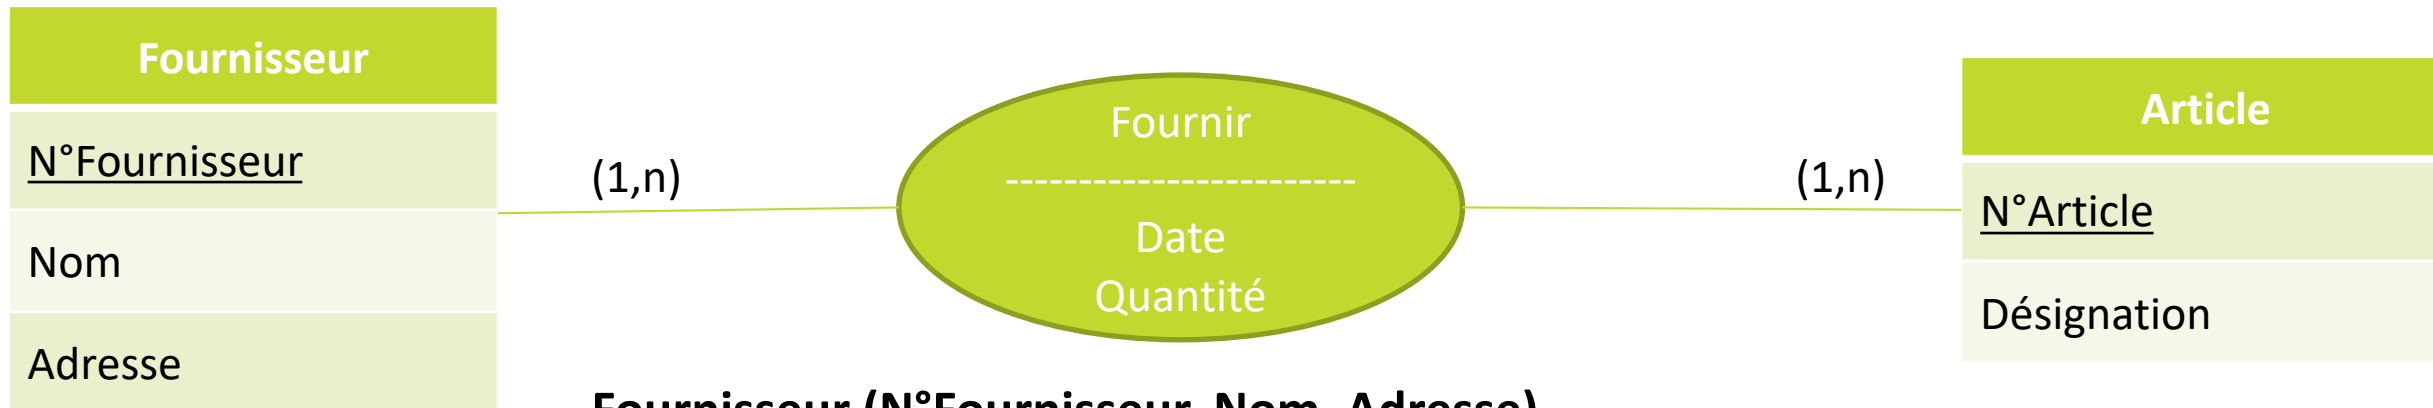 Fournisseur
N°Fournisseur
Nom
Adresse
(1,n)
Fournir
------------------------
Date
Quantité
(1,n)
Article
N°Article
Désignation
Fournisseur (N°Fournisseur, Nom, Adresse)